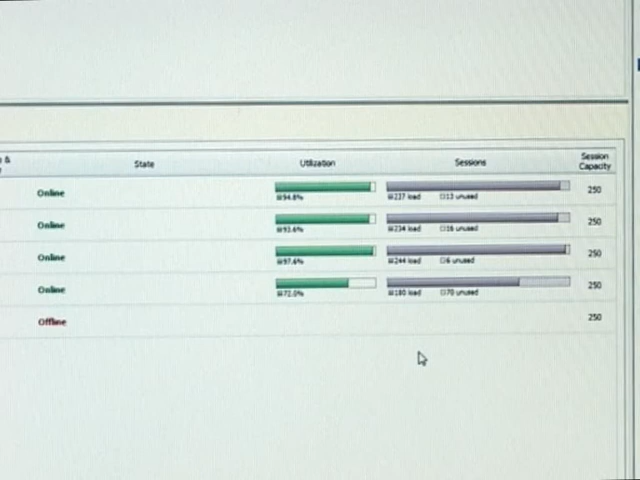 &
State Utilization Sessions Session Capacity
Online 94.8% 237 load 13 unused 250
Online 93.6% 234 load 16 unused 250
Online 97.6% 244 load 6 unused 250
Online 72.0% 180 load 70 unused 250
Offline 250